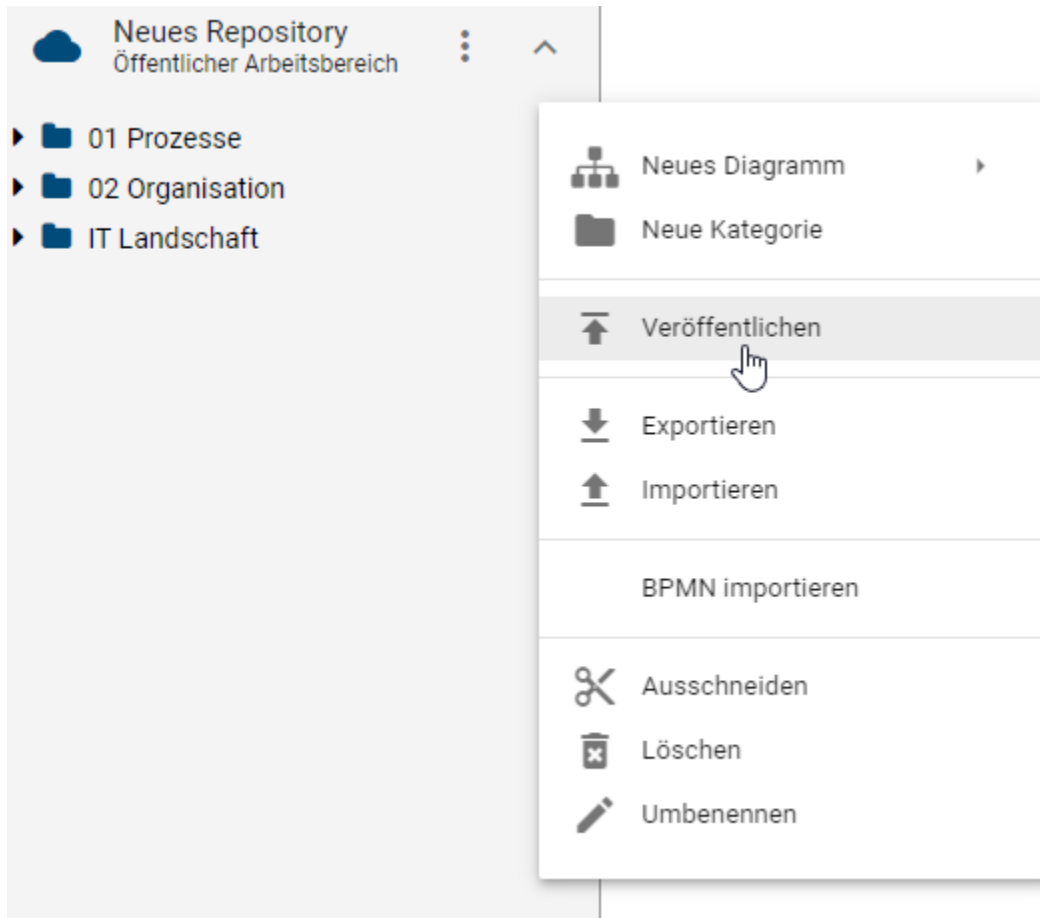 Neues Repository
Öffentlicher Arbeitsbereich
01 Prozesse
02 Organisation
IT Landschaft
Neues Diagramm
Neue Kategorie
Veröffentlichen
Exportieren
Importieren
BPMN importieren
Ausschneiden
Löschen
Umbenennen